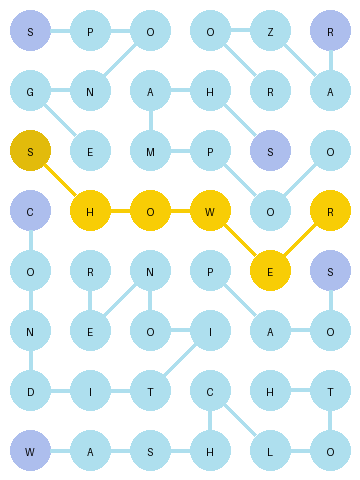 S P O O Z R
G N A H R A
S E M P S O
C H O W O R
O R N P E S
N E O I A O
D I T C H T
W A S H L O